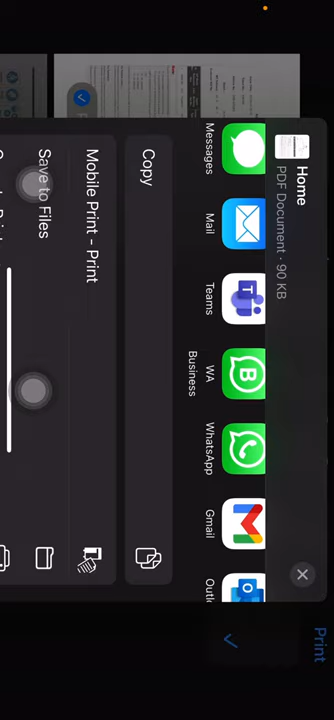 Print
Home
PDF Document · 90 KB
Messages
Mail
Teams
WA
Business
WhatsApp
Gmail
Copy
Mobile Print – Print
Save to Files